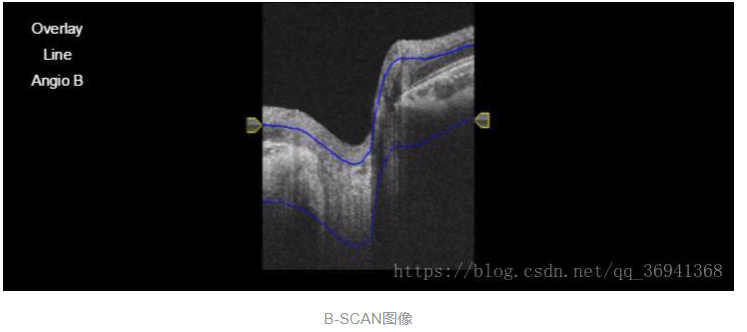 Overlay
Line
Angio B
https://blog.csdn.net/qq_36941368
B-SCAN图像